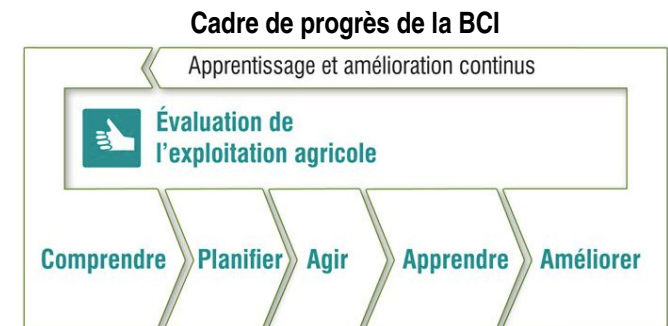 Cadre de progrès de la BCI
Apprentissage et amélioration continus
Évaluation de
l'exploitation agricole
Comprendre
Planifier
Agir
Apprendre
Améliorer